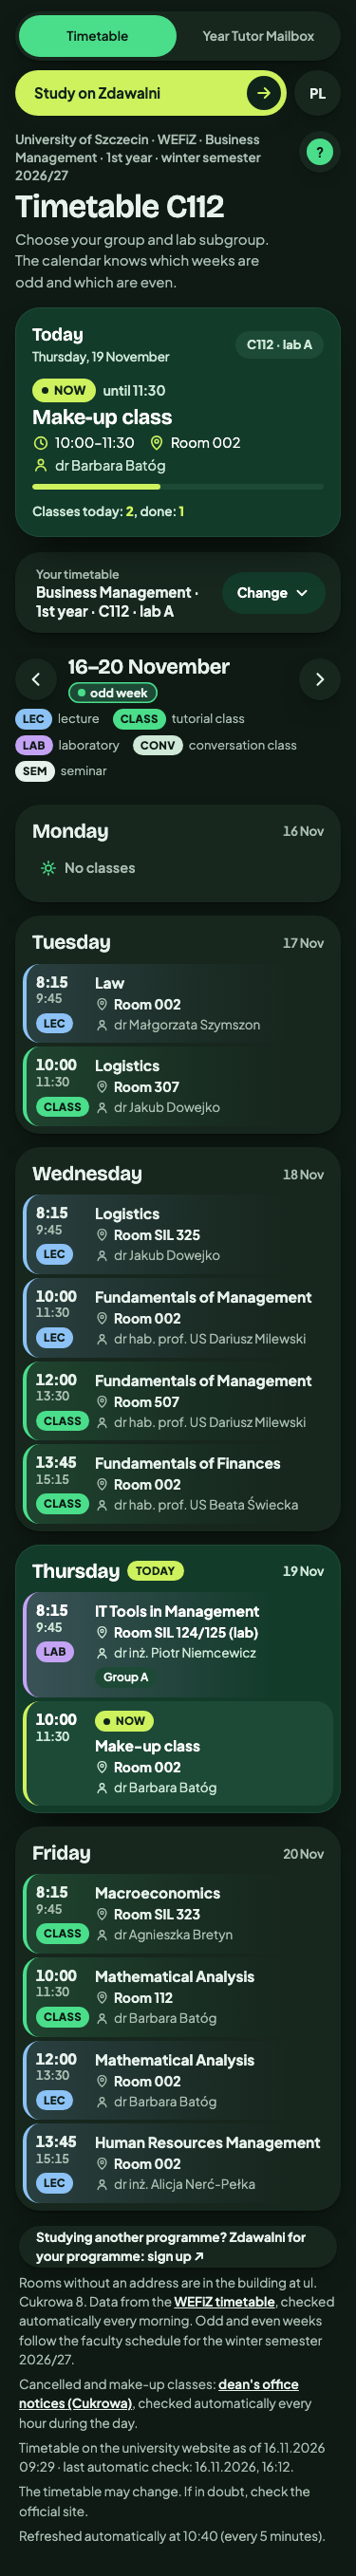 Timetable
Year Tutor Mailbox
Study on Zdawalni
PL
University of Szczecin · WEFiZ · Business
Management · 1st year · winter semester
2026/27
?
Timetable C112
Choose your group and lab subgroup.
The calendar knows which weeks are
odd and which are even.
Today
Thursday, 19 November
C112 · lab A
NOW until 11:30
Make-up class
10:00–11:30 Room 002
dr Barbara Batóg
Classes today: 2, done: 1
Your timetable
Business Management ·
1st year · C112 · lab A
Change
16–20 November
odd week
LEC lecture CLASS tutorial class
LAB laboratory CONV conversation class
SEM seminar
Monday 16 Nov
No classes
Tuesday 17 Nov
8:15 Law
9:45 Room 002
LEC dr Małgorzata Szymszon
10:00 Logistics
11:30 Room 307
CLASS dr Jakub Dowejko
Wednesday 18 Nov
8:15 Logistics
9:45 Room SIL 325
LEC dr Jakub Dowejko
10:00 Fundamentals of Management
11:30 Room 002
LEC dr hab. prof. US Dariusz Milewski
12:00 Fundamentals of Management
13:30 Room 507
CLASS dr hab. prof. US Dariusz Milewski
13:45 Fundamentals of Finances
15:15 Room 002
CLASS dr hab. prof. US Beata Świecka
Thursday TODAY 19 Nov
8:15 IT Tools in Management
9:45 Room SIL 124/125 (lab)
LAB dr inż. Piotr Niemcewicz
Group A
10:00 NOW
11:30
Make-up class
Room 002
dr Barbara Batóg
Friday 20 Nov
8:15 Macroeconomics
9:45 Room SIL 323
CLASS dr Agnieszka Bretyn
10:00 Mathematical Analysis
11:30 Room 112
CLASS dr Barbara Batóg
12:00 Mathematical Analysis
13:30 Room 002
LEC dr Barbara Batóg
13:45 Human Resources Management
15:15 Room 002
LEC dr inż. Alicja Nerć-Pełka
Studying another programme? Zdawalni for
your programme: sign up ↗
Rooms without an address are in the building at ul.
Cukrowa 8. Data from the WEFiZ timetable, checked
automatically every morning. Odd and even weeks
follow the faculty schedule for the winter semester
2026/27.
Cancelled and make-up classes: dean's office
notices (Cukrowa), checked automatically every
hour during the day.
Timetable on the university website as of 16.11.2026
09:29 · last automatic check: 16.11.2026, 16:12.
The timetable may change. If in doubt, check the
official site.
Refreshed automatically at 10:40 (every 5 minutes).